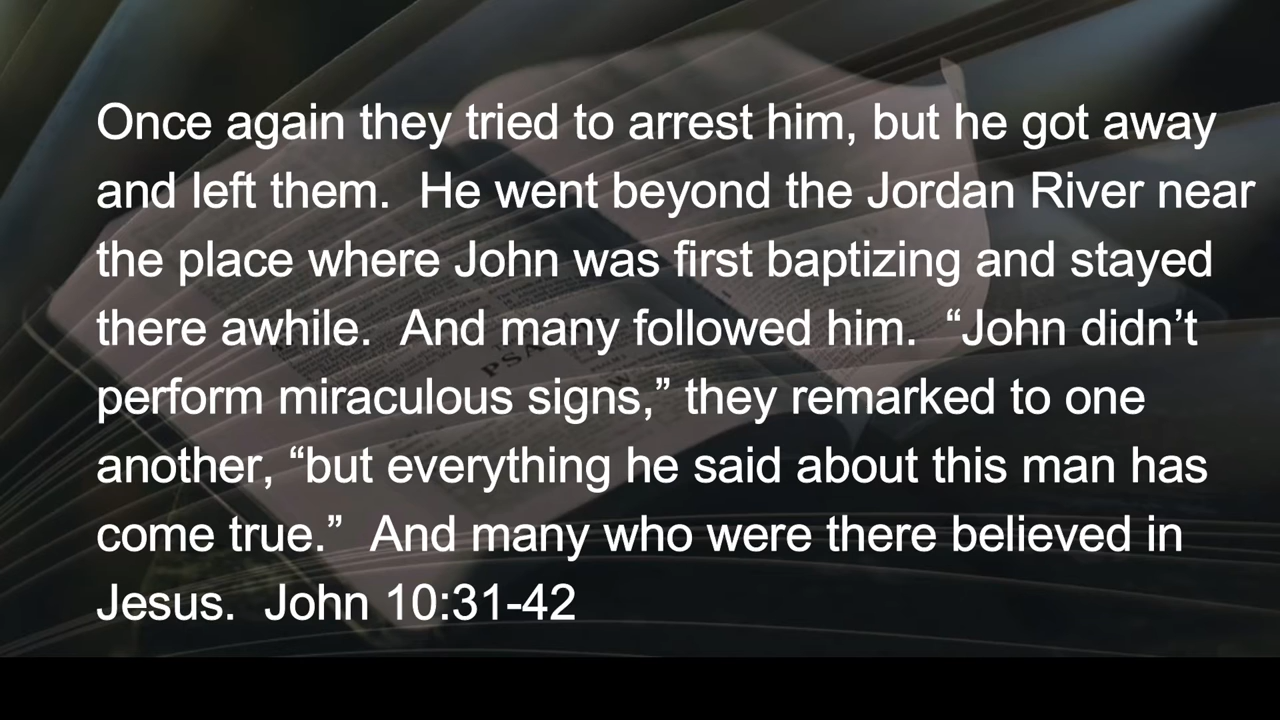 Once again they tried to arrest him, but he got away
and left them.  He went beyond the Jordan River near
the place where John was first baptizing and stayed
there awhile.  And many followed him.  “John didn’t
perform miraculous signs,” they remarked to one
another, “but everything he said about this man has
come true.”  And many who were there believed in
Jesus.  John 10:31-42